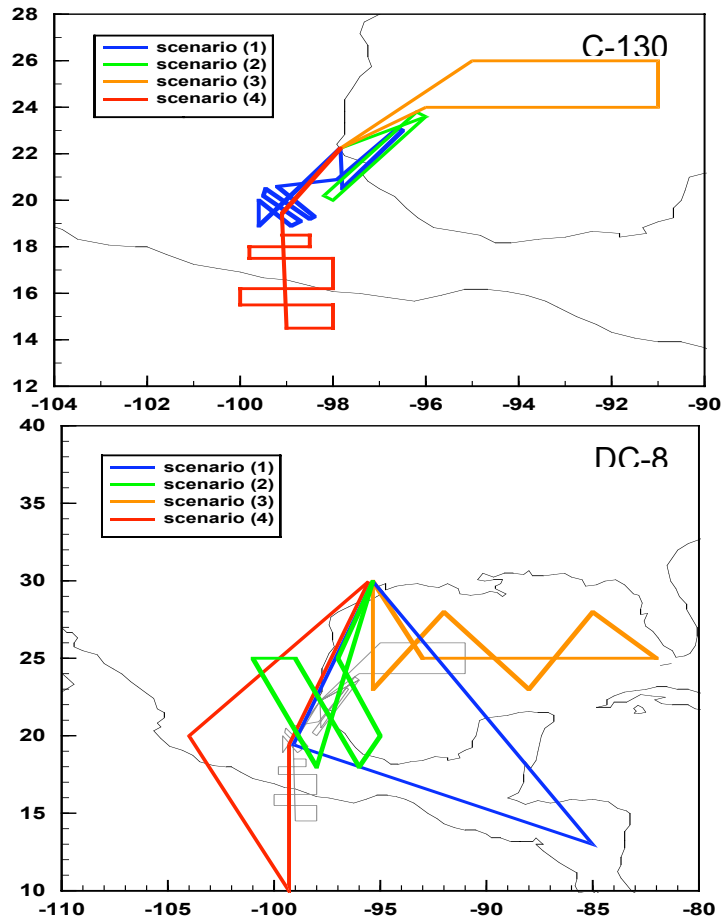 28
26
24
22
20
18
16
14
12
scenario (1)
scenario (2)
scenario (3)
scenario (4)
C-130
-104 -102 -100 -98 -96 -94 -92 -90
40
35
30
25
20
15
10
scenario (1)
scenario (2)
scenario (3)
scenario (4)
DC-8
-110 -105 -100 -95 -90 -85 -80